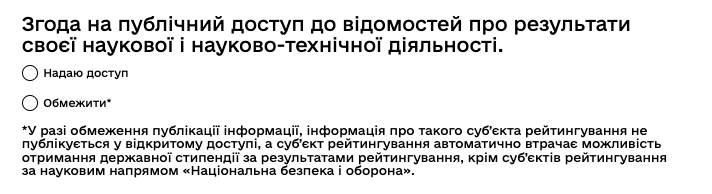 Згода на публічний доступ до відомостей про результати
своєї наукової і науково-технічної діяльності.
Надаю доступ
Обмежити*
*У разі обмеження публікації інформації, інформація про такого суб'єкта рейтингування не
публікується у відкритому доступі, а суб'єкт рейтингування автоматично втрачає можливість
отримання державної стипендії за результатами рейтингування, крім суб'єктів рейтингування
за науковим напрямом «Національна безпека і оборона».